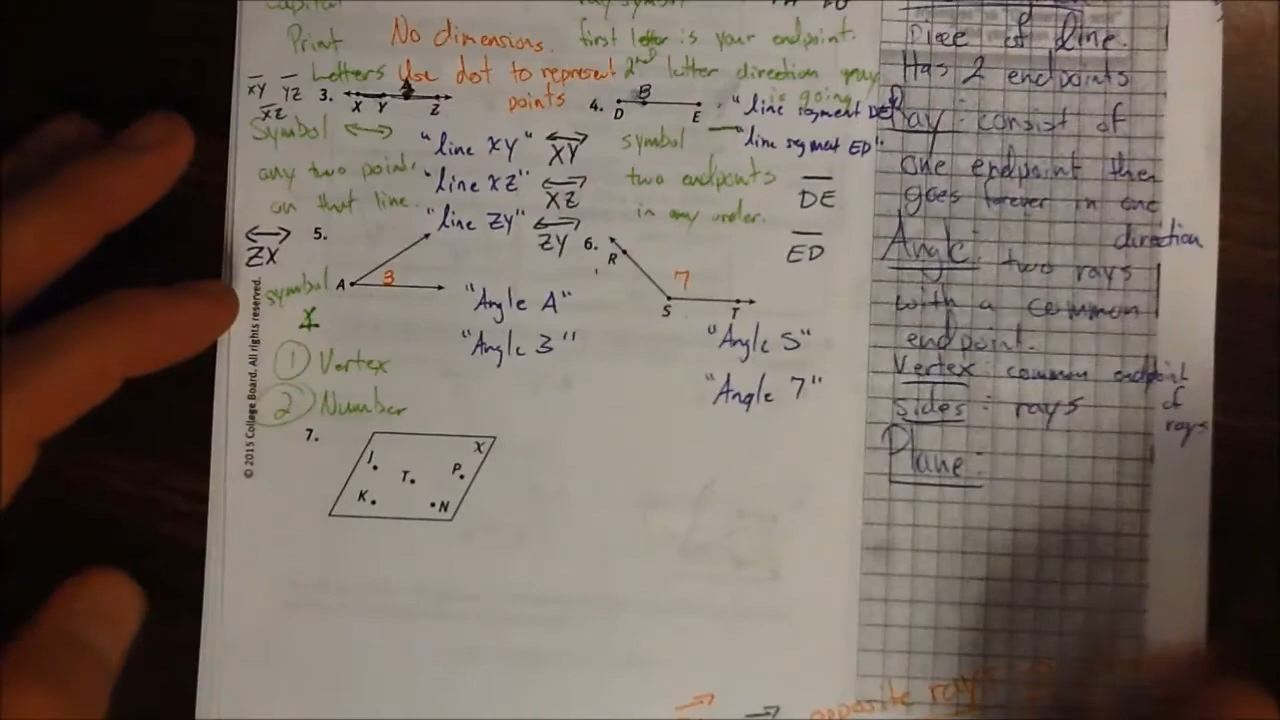 Print No dimensions. first letter is your endpoint.
Letters Use dot to represent points
2nd letter direction ray is going
XY YZ
XZ
3.
X Y Z
Symbol
any two points
on that line.
"line XY" XY
"line XZ" XZ
"line ZY" ZY
ZX
4.
D B E
"line segment DE"
"line segment ED"
symbol
two endpoints
in any order.
DE
ED
5.
symbol
A 3
"Angle A"
"Angle 3"
1 Vertex
2 Number
6.
R 7
S T
"Angle S"
"Angle 7"
7.
J X
T P
K N
© 2015 College Board. All rights reserved.
Piece of line.
Has 2 endpoints
Ray: consist of
one endpoint then
goes forever in one
direction
Angle: two rays
with a common
endpoint.
Vertex: common endpoint
of rays
sides: rays
Plane:
opposite rays